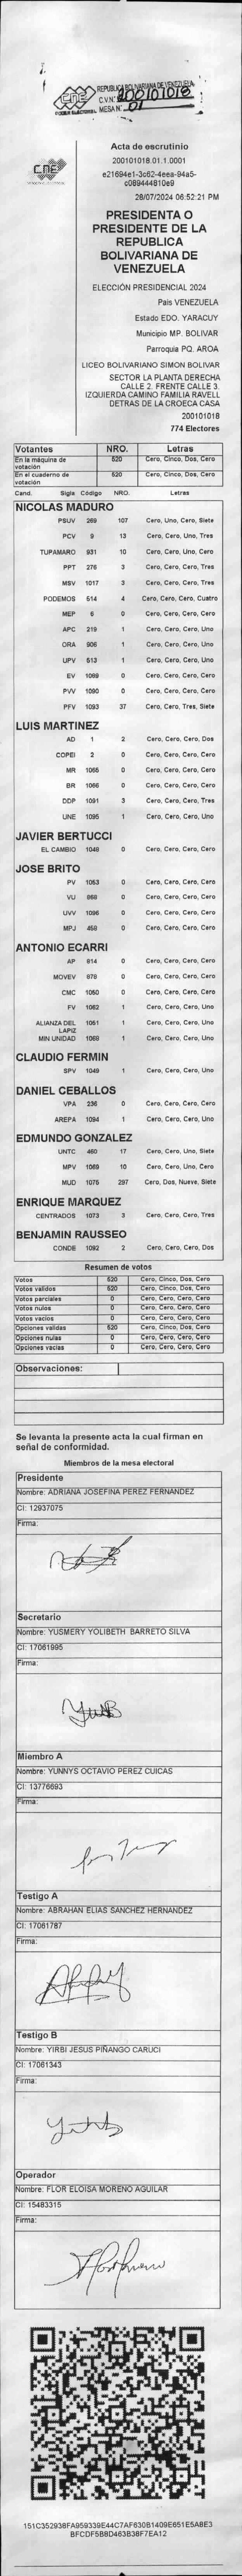 REPUBLICA BOLIVARIANA DE VENEZUELA
C.V.N.º 200101018
MESA N.º 01
cne
PODER ELECTORAL
Acta de escrutinio
200101018.01.1.0001
e21694e1-3c62-4eea-94a5-
c089444810e9
28/07/2024 06:52:21 PM
PRESIDENTA O
PRESIDENTE DE LA
REPUBLICA
BOLIVARIANA DE
VENEZUELA
ELECCIÓN PRESIDENCIAL 2024
Pais VENEZUELA
Estado EDO. YARACUY
Municipio MP. BOLIVAR
Parroquia PQ. AROA
LICEO BOLIVARIANO SIMON BOLIVAR
SECTOR LA PLANTA DERECHA
CALLE 2. FRENTE CALLE 3.
IZQUIERDA CAMINO FAMILIA RAVELL
DETRAS DE LA CROECA CASA
200101018
774 Electores
Votantes NRO. Letras
En la máquina de votación 520 Cero, Cinco, Dos, Cero
En el cuaderno de votación 520 Cero, Cinco, Dos, Cero
Cand. Sigla Código NRO. Letras
NICOLAS MADURO
PSUV 269 107 Cero, Uno, Cero, Siete
PCV 9 13 Cero, Cero, Uno, Tres
TUPAMARO 931 10 Cero, Cero, Uno, Cero
PPT 276 3 Cero, Cero, Cero, Tres
MSV 1017 3 Cero, Cero, Cero, Tres
PODEMOS 514 4 Cero, Cero, Cero, Cuatro
MEP 6 0 Cero, Cero, Cero, Cero
APC 219 1 Cero, Cero, Cero, Uno
ORA 906 1 Cero, Cero, Cero, Uno
UPV 513 1 Cero, Cero, Cero, Uno
EV 1089 0 Cero, Cero, Cero, Cero
PVV 1090 0 Cero, Cero, Cero, Cero
PFV 1093 37 Cero, Cero, Tres, Siete
LUIS MARTINEZ
AD 1 2 Cero, Cero, Cero, Dos
COPEI 2 0 Cero, Cero, Cero, Cero
MR 1065 0 Cero, Cero, Cero, Cero
BR 1066 0 Cero, Cero, Cero, Cero
DDP 1091 3 Cero, Cero, Cero, Tres
UNE 1095 1 Cero, Cero, Cero, Uno
JAVIER BERTUCCI
EL CAMBIO 1048 0 Cero, Cero, Cero, Cero
JOSE BRITO
PV 1053 0 Cero, Cero, Cero, Cero
VU 868 0 Cero, Cero, Cero, Cero
UVV 1096 0 Cero, Cero, Cero, Cero
MPJ 458 0 Cero, Cero, Cero, Cero
ANTONIO ECARRI
AP 814 0 Cero, Cero, Cero, Cero
MOVEV 878 0 Cero, Cero, Cero, Cero
CMC 1050 0 Cero, Cero, Cero, Cero
FV 1062 1 Cero, Cero, Cero, Uno
ALIANZA DEL LAPIZ 1051 1 Cero, Cero, Cero, Uno
MIN UNIDAD 1068 1 Cero, Cero, Cero, Uno
CLAUDIO FERMIN
SPV 1049 1 Cero, Cero, Cero, Uno
DANIEL CEBALLOS
VPA 236 0 Cero, Cero, Cero, Cero
AREPA 1094 1 Cero, Cero, Cero, Uno
EDMUNDO GONZALEZ
UNTC 460 17 Cero, Cero, Uno, Siete
MPV 1069 10 Cero, Cero, Uno, Cero
MUD 1075 297 Cero, Dos, Nueve, Siete
ENRIQUE MARQUEZ
CENTRADOS 1073 3 Cero, Cero, Cero, Tres
BENJAMIN RAUSSEO
CONDE 1092 2 Cero, Cero, Cero, Dos
Resumen de votos
Votos 520 Cero, Cinco, Dos, Cero
Votos validos 520 Cero, Cinco, Dos, Cero
Votos parciales 0 Cero, Cero, Cero, Cero
Votos nulos 0 Cero, Cero, Cero, Cero
Votos vacios 0 Cero, Cero, Cero, Cero
Opciones validas 520 Cero, Cinco, Dos, Cero
Opciones nulas 0 Cero, Cero, Cero, Cero
Opciones vacias 0 Cero, Cero, Cero, Cero
Observaciones:
Se levanta la presente acta la cual firman en
señal de conformidad.
Miembros de la mesa electoral
Presidente
Nombre: ADRIANA JOSEFINA PEREZ FERNANDEZ
CI: 12937075
Firma:
Secretario
Nombre: YUSMERY YOLIBETH BARRETO SILVA
CI: 17061995
Firma:
Miembro A
Nombre: YUNNYS OCTAVIO PEREZ CUICAS
CI: 13776693
Firma:
Testigo A
Nombre: ABRAHAN ELIAS SANCHEZ HERNANDEZ
CI: 17061787
Firma:
Testigo B
Nombre: YIRBI JESUS PIÑANGO CARUCI
CI: 17061343
Firma:
Operador
Nombre: FLOR ELOISA MORENO AGUILAR
CI: 15483315
Firma:
151C352938FA959339E44C7AF630B1409E651E5A8E3
BFCDF5B8D463B38F7EA12